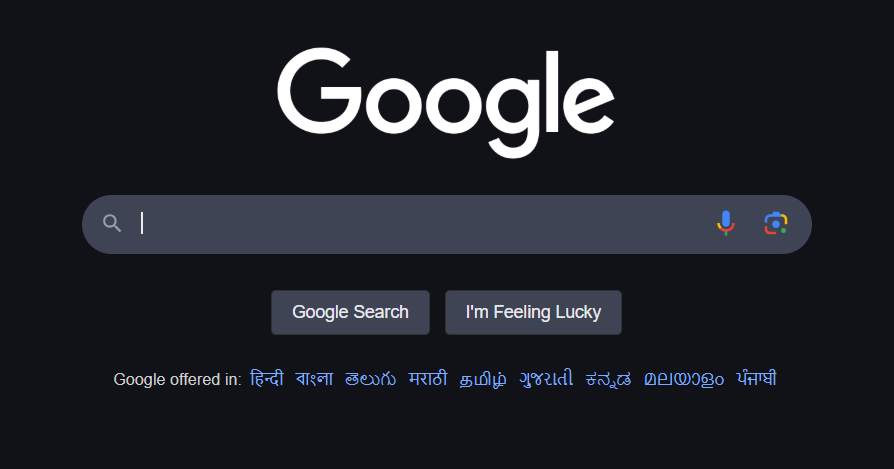 Google
Google Search I'm Feeling Lucky
Google offered in: हिन्दी বাংলা తెలుగు मराठी தமிழ் ગુજરાતી ಕನ್ನಡ മലയാളം ਪੰਜਾਬੀ